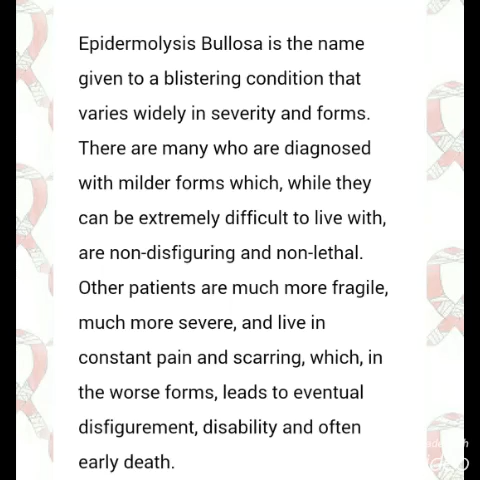 Epidermolysis Bullosa is the name
given to a blistering condition that
varies widely in severity and forms.
There are many who are diagnosed
with milder forms which, while they
can be extremely difficult to live with,
are non-disfiguring and non-lethal.
Other patients are much more fragile,
much more severe, and live in
constant pain and scarring, which, in
the worse forms, leads to eventual
disfigurement, disability and often
early death.